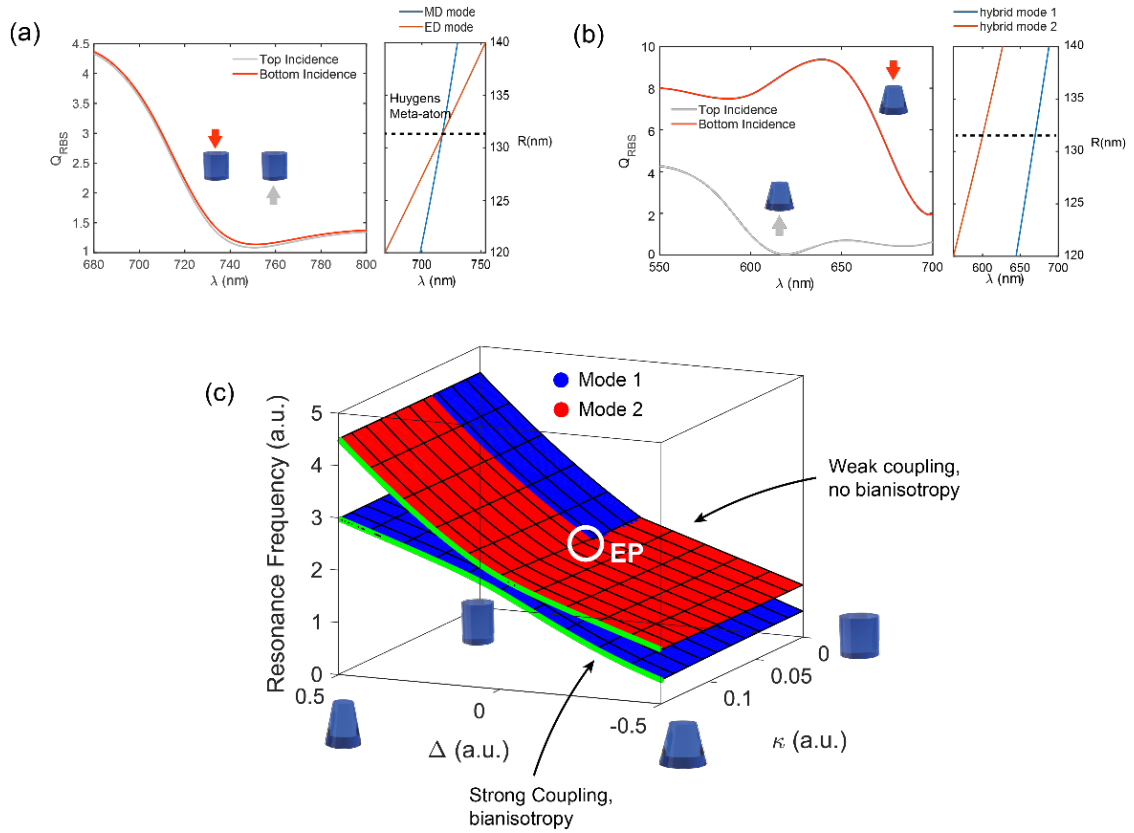 (a)
MD mode
ED mode
4.5
4
3.5
3
2.5
2
1.5
1
Q_RBS
Top Incidence
Bottom Incidence
680
700
720
740
760
780
800
λ (nm)
Huygens
Meta-atom
140
135
131
125
120
R(nm)
700
750
λ (nm)
(b)
hybrid mode 1
hybrid mode 2
10
8
6
4
2
0
Q_RBS
Top Incidence
Bottom Incidence
550
600
650
700
λ (nm)
140
135
131
125
120
R(nm)
600
650
700
λ (nm)
(c)
Mode 1
Mode 2
5
4
3
2
1
0
Resonance Frequency (a.u.)
EP
Weak coupling,
no bianisotropy
0.5
0
-0.5
Δ (a.u.)
0.1
0.05
0
κ (a.u.)
Strong Coupling,
bianisotropy